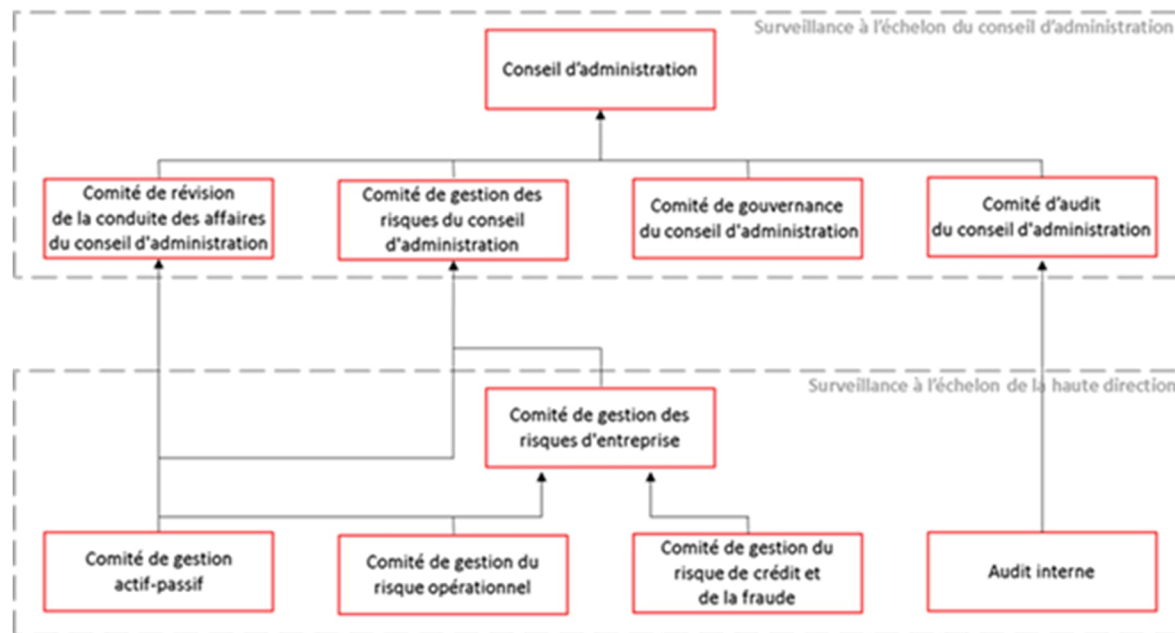 Surveillance à l'échelon du conseil d'administration
Conseil d'administration
Comité de révision
de la conduite des affaires
du conseil d'administration
Comité de gestion des
risques du conseil
d'administration
Comité de gouvernance
du conseil d'administration
Comité d'audit
du conseil d'administration
Surveillance à l'échelon de la haute direction
Comité de gestion des
risques d'entreprise
Comité de gestion
actif-passif
Comité de gestion du
risque opérationnel
Comité de gestion du
risque de crédit et
de la fraude
Audit interne